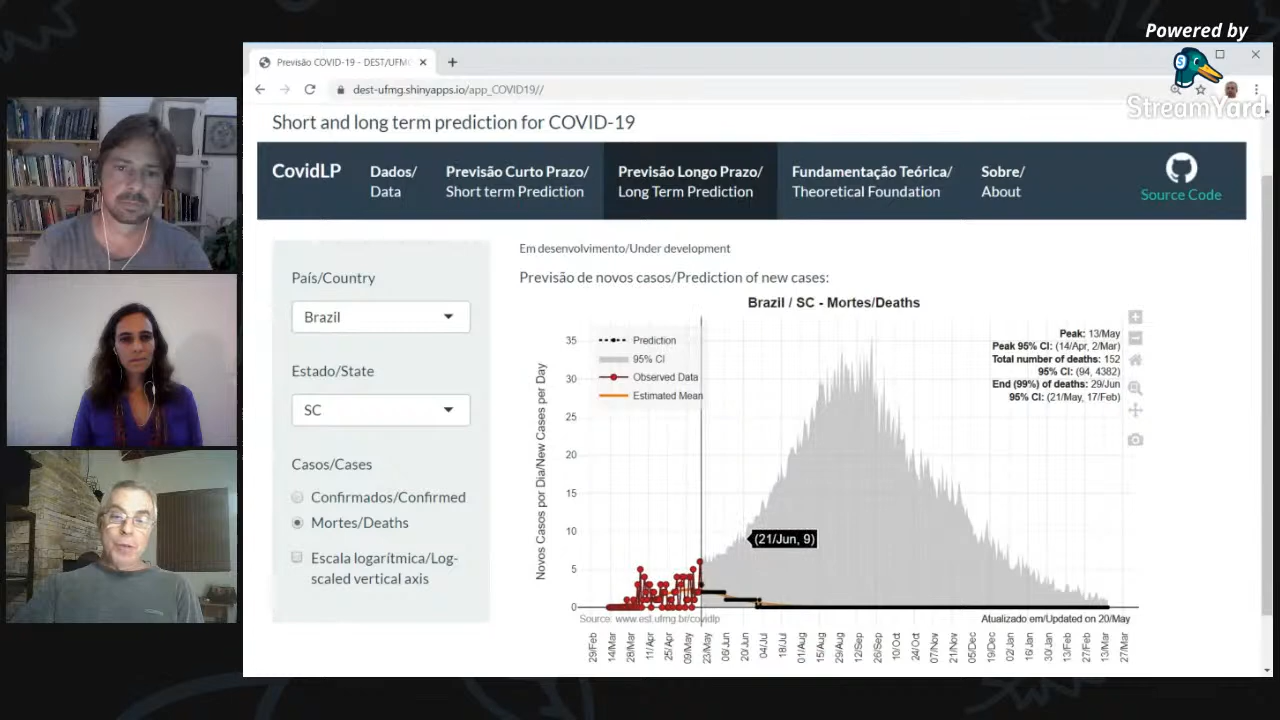 Powered by
StreamYard
Previsão COVID-19 - DEST/UFM
dest-ufmg.shinyapps.io/app_COVID19//
Short and long term prediction for COVID-19
CovidLP
Dados/
Data
Previsão Curto Prazo/
Short term Prediction
Previsão Longo Prazo/
Long Term Prediction
Fundamentação Teórica/
Theoretical Foundation
Sobre/
About
Source Code
País/Country
Brazil
Estado/State
SC
Casos/Cases
Confirmados/Confirmed
Mortes/Deaths
Escala logarítmica/Log-
scaled vertical axis
Em desenvolvimento/Under development
Previsão de novos casos/Prediction of new cases:
Brazil / SC - Mortes/Deaths
Prediction
95% CI
Observed Data
Estimated Mean
Peak: 13/May
Peak 95% CI: (14/Apr, 2/Mar)
Total number of deaths: 152
95% CI: (94, 4382)
End (99%) of deaths: 29/Jun
95% CI: (21/May, 17/Feb)
Novos Casos por Dia/New Cases per Day
35
30
25
20
15
10
5
0
(21/Jun, 9)
Source: www.est.ufmg.br/covidlp
Atualizado em/Updated on 20/May
29/Feb
14/Mar
28/Mar
11/Apr
25/Apr
09/May
23/May
06/Jun
20/Jun
04/Jul
18/Jul
01/Aug
15/Aug
29/Aug
12/Sep
26/Sep
10/Oct
24/Oct
07/Nov
21/Nov
05/Dec
19/Dec
02/Jan
16/Jan
30/Jan
13/Feb
27/Feb
13/Mar
27/Mar